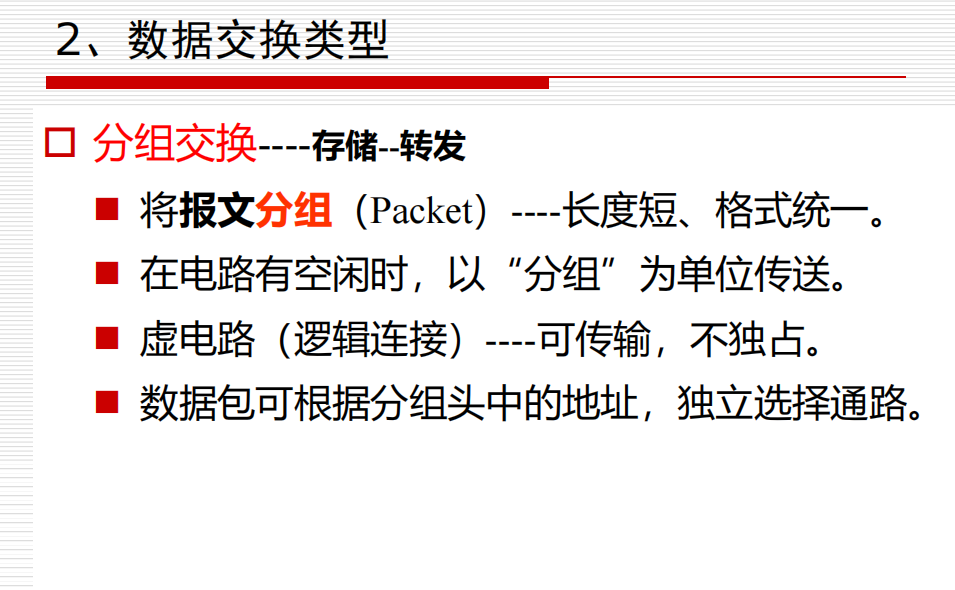 2、数据交换类型
分组交换----存储--转发
将报文分组（Packet）----长度短、格式统一。
在电路有空闲时，以“分组”为单位传送。
虚电路（逻辑连接）----可传输，不独占。
数据包可根据分组头中的地址，独立选择通路。